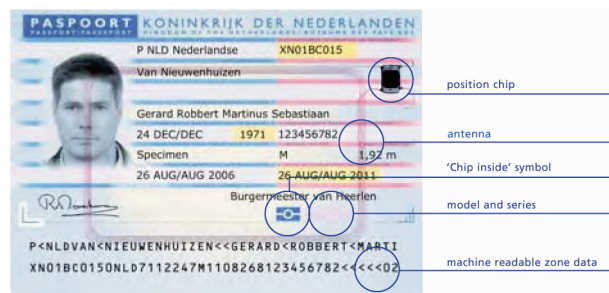 PASPOORT KONINKRIJK DER NEDERLANDEN
PASSPORT/PASSEPORT KINGDOM OF THE NETHERLANDS/ROYAUME DES PAYS-BAS
P NLD Nederlandse XN01BC015
Van Nieuwenhuizen
position chip
Gerard Robbert Martinus Sebastiaan
24 DEC/DEC 1971 123456782
antenna
Specimen M 1,92 m
'Chip inside' symbol
26 AUG/AUG 2006 26 AUG/AUG 2011
Burgermeester van Heerlen
model and series
P<NLDVAN<NIEUWENHUIZEN<<GERARD<ROBBERT<MARTI
XN01BC0150NLD7112247M1108268123456782<<<<<02
machine readable zone data